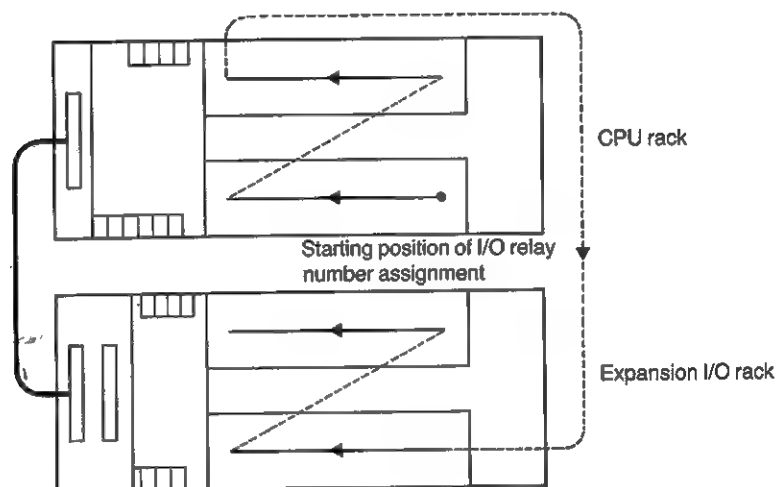 CPU rack
Starting position of I/O relay
number assignment
Expansion I/O rack